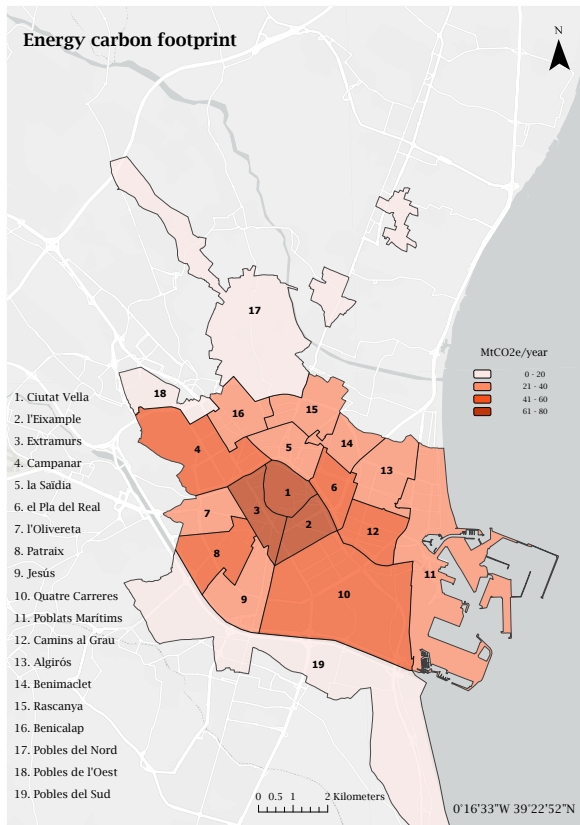 Energy carbon footprint
N
17
MtCO2e/year
0 - 20
21 - 40
41 - 60
61 - 80
18
16
15
14
5
4
13
6
1
3
7
2
12
8
11
10
9
19
1. Ciutat Vella
2. l'Eixample
3. Extramurs
4. Campanar
5. la Saïdia
6. el Pla del Real
7. l'Olivereta
8. Patraix
9. Jesús
10. Quatre Carreres
11. Poblats Marítims
12. Camins al Grau
13. Algirós
14. Benimaclet
15. Rascanya
16. Benicalap
17. Pobles del Nord
18. Pobles de l'Oest
19. Pobles del Sud
0 0.5 1 2 Kilometers
0°16'33"W 39°22'52"N